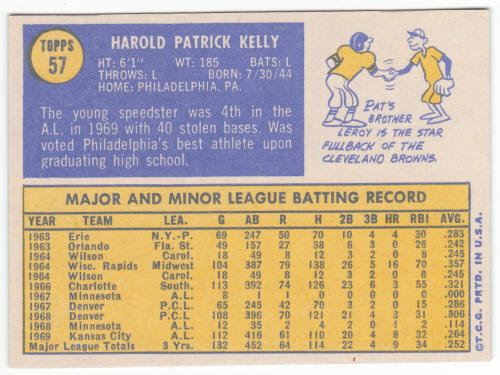 TOPPS
57
HAROLD PATRICK KELLY
HT: 6'1" WT: 185 BATS: L
THROWS: L BORN: 7/30/44
HOME: PHILADELPHIA, PA.
The young speedster was 4th in the
A.L. in 1969 with 40 stolen bases. Was
voted Philadelphia's best athlete upon
graduating high school.
PAT'S
BROTHER
LEROY IS THE STAR
FULLBACK OF THE
CLEVELAND BROWNS.
MAJOR AND MINOR LEAGUE BATTING RECORD
YEAR TEAM LEA. G AB R H 2B 3B HR RBI AVG.
1963 Erie N.Y.-P. 69 247 50 70 10 4 4 30 .283
1963 Orlando Fla. St. 49 157 27 38 6 3 0 26 .242
1964 Wilson Carol. 18 49 8 12 3 2 0 8 .245
1964 Wisc. Rapids Midwest 104 387 79 138 26 5 16 70 .357
1964 Wilson Carol. 18 49 8 12 3 2 0 8 .245
1966 Charlotte South. 113 392 74 126 23 6 3 55 .321
1967 Minnesota A.L. 8 1 1 0 0 0 0 0 .000
1967 Denver P.C.L. 65 245 42 70 3 2 0 15 .286
1968 Denver P.C.L. 108 396 70 121 18 8 4 31 .306
1968 Minnesota A.L. 12 35 2 4 2 0 1 2 .114
1969 Kansas City A.L. 112 416 61 110 20 4 8 32 .264
Major League Totals 3 Yrs. 132 452 64 114 22 4 9 34 .252
©T.C.G. PRTD. IN U.S.A.